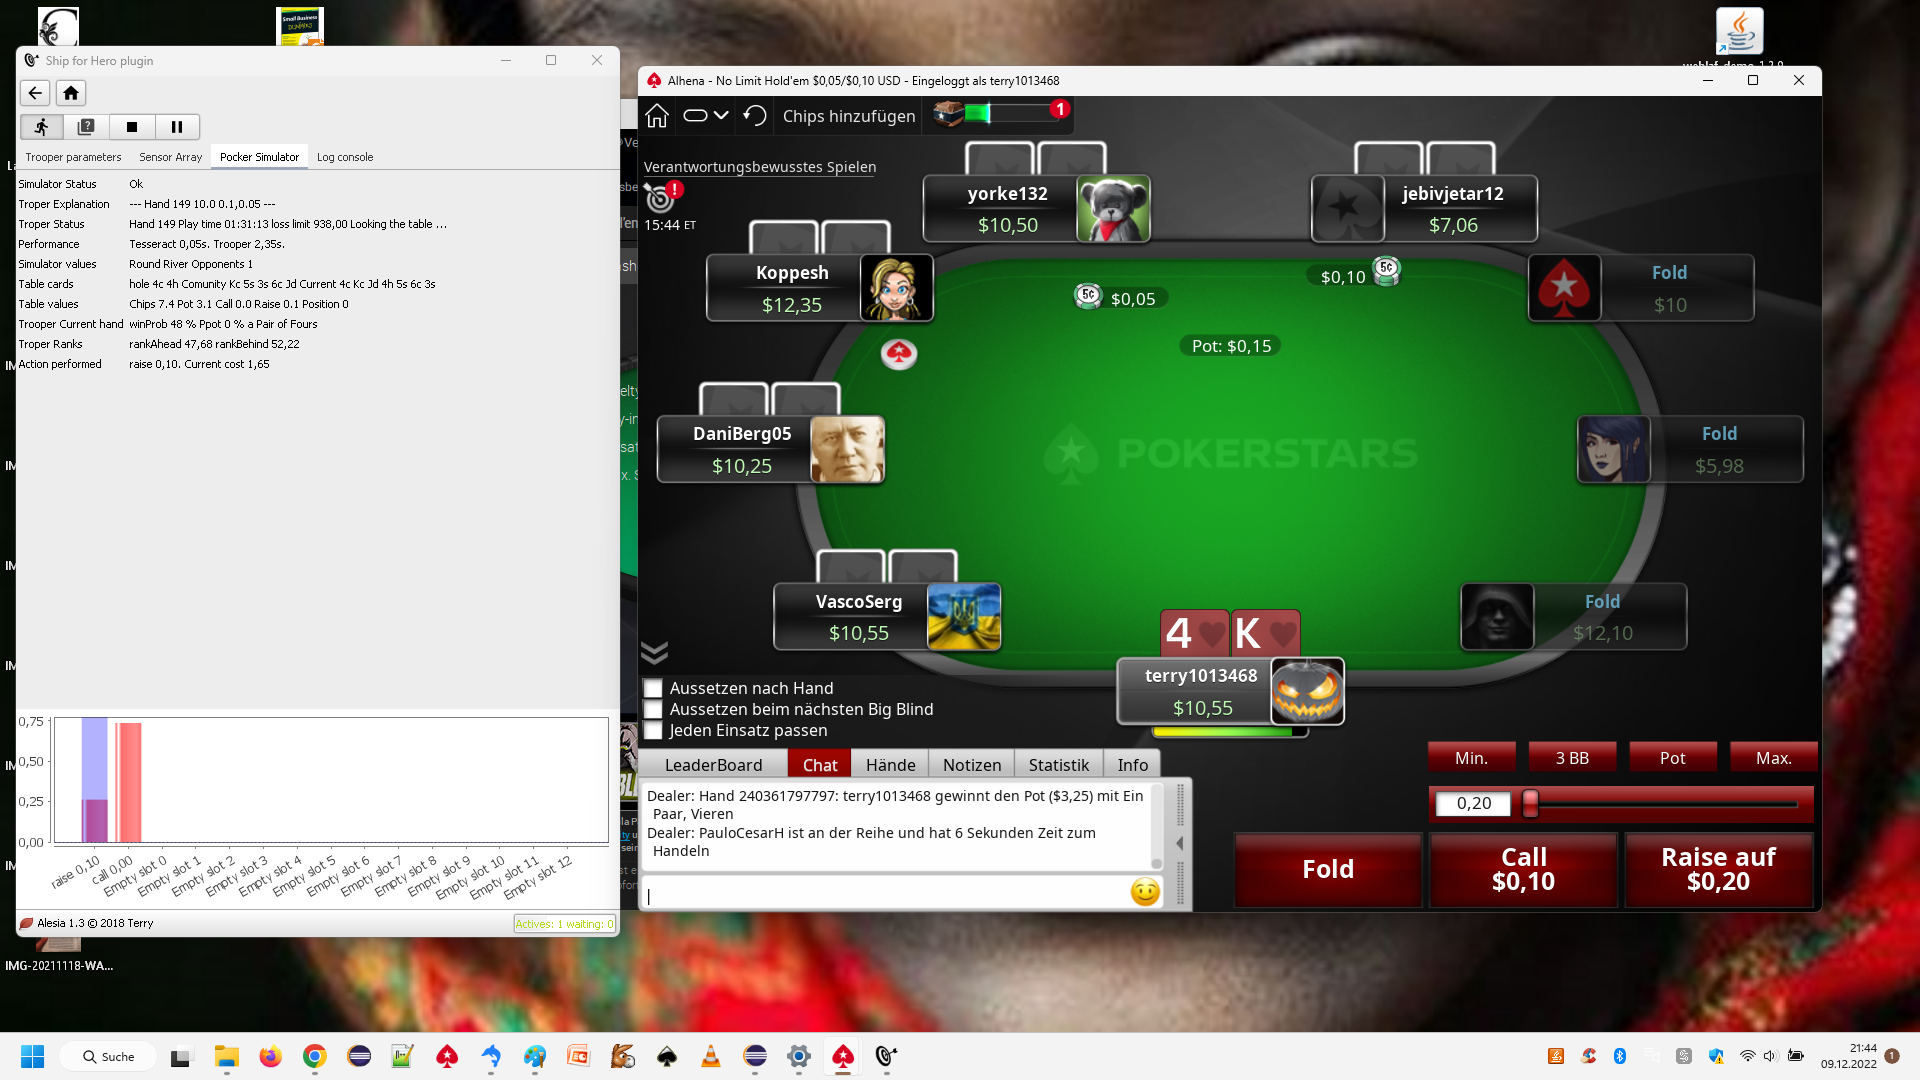 Small Business
DUMMIES
Ship for Hero plugin
Trooper parameters
Sensor Array
Pocker Simulator
Log console
Simulator Status Ok
Troper Explanation --- Hand 149 10.0 0.1,0.05 ---
Troper Status Hand 149 Play time 01:31:13 loss limit 938,00 Looking the table ...
Performance Tesseract 0,05s. Trooper 2,35s.
Simulator values Round River Opponents 1
Table cards hole 4c 4h Comunity Kc 5s 3s 6c Jd Current 4c Kc Jd 4h 5s 6c 3s
Table values Chips 7.4 Pot 3.1 Call 0.0 Raise 0.1 Position 0
Trooper Current hand winProb 48 % Ppot 0 % a Pair of Fours
Troper Ranks rankAhead 47,68 rankBehind 52,22
Action performed raise 0,10. Current cost 1,65
0,75
0,50
0,25
0,00
raise 0,10
call 0,00
Empty slot 0
Empty slot 1
Empty slot 2
Empty slot 3
Empty slot 4
Empty slot 5
Empty slot 6
Empty slot 7
Empty slot 8
Empty slot 9
Empty slot 10
Empty slot 11
Empty slot 12
Alesia 1.3 © 2018 Terry
Actives: 1 waiting: 0
IMG-20211118-WA...
Alhena - No Limit Hold'em $0,05/$0,10 USD - Eingeloggt als terry1013468
Chips hinzufügen
1
Verantwortungsbewusstes Spielen
15:44 ET
yorke132
$10,50
jebivjetar12
$7,06
Koppesh
$12,35
Fold
$10
5¢ $0,05
$0,10 5¢
Pot: $0,15
DaniBerg05
$10,25
POKERSTARS
Fold
$5,98
VascoSerg
$10,55
4 K
terry1013468
$10,55
Fold
$12,10
Aussetzen nach Hand
Aussetzen beim nächsten Big Blind
Jeden Einsatz passen
LeaderBoard
Chat
Hände
Notizen
Statistik
Info
Dealer: Hand 240361797797: terry1013468 gewinnt den Pot ($3,25) mit Ein
Paar, Vieren
Dealer: PauloCesarH ist an der Reihe und hat 6 Sekunden Zeit zum
Handeln
Min.
3 BB
Pot
Max.
0,20
Fold
Call
$0,10
Raise auf
$0,20
Suche
21:44
09.12.2022
1